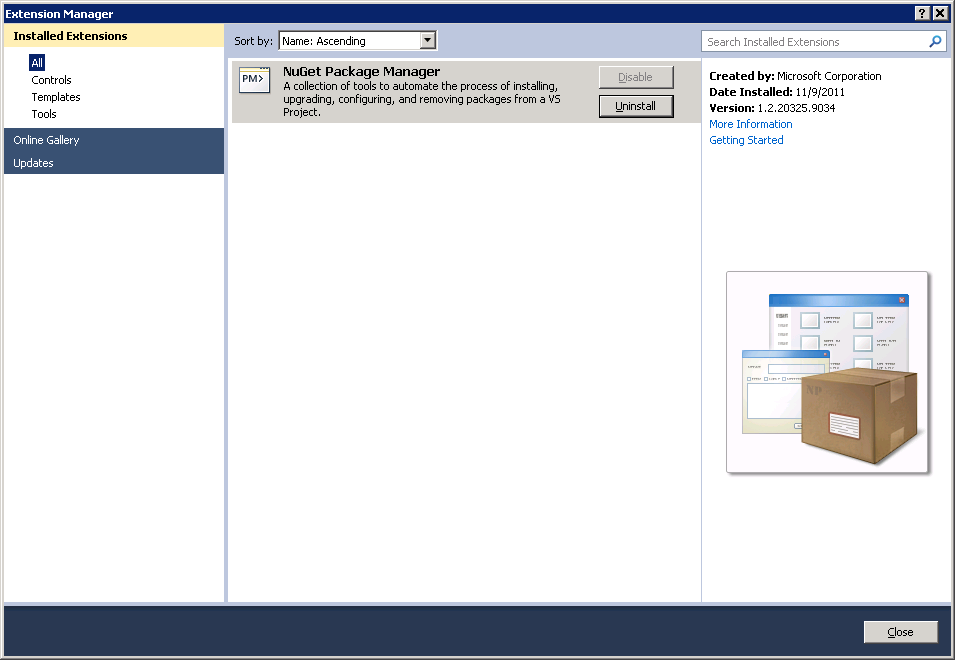 Extension Manager
Installed Extensions
All
Controls
Templates
Tools
Online Gallery
Updates
Sort by: Name: Ascending
Search Installed Extensions
PM>
NuGet Package Manager
A collection of tools to automate the process of installing,
upgrading, configuring, and removing packages from a VS
Project.
Disable
Uninstall
Created by: Microsoft Corporation
Date Installed: 11/9/2011
Version: 1.2.20325.9034
More Information
Getting Started
NP
Close